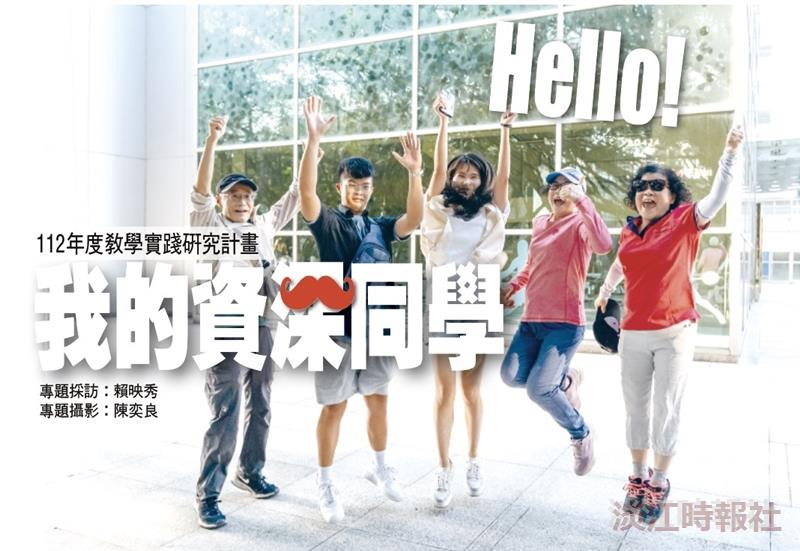 Hello!
112年度教學實踐研究計畫
我的資深同學
專題採訪：賴映秀
專題攝影：陳奕良
淡江時報社